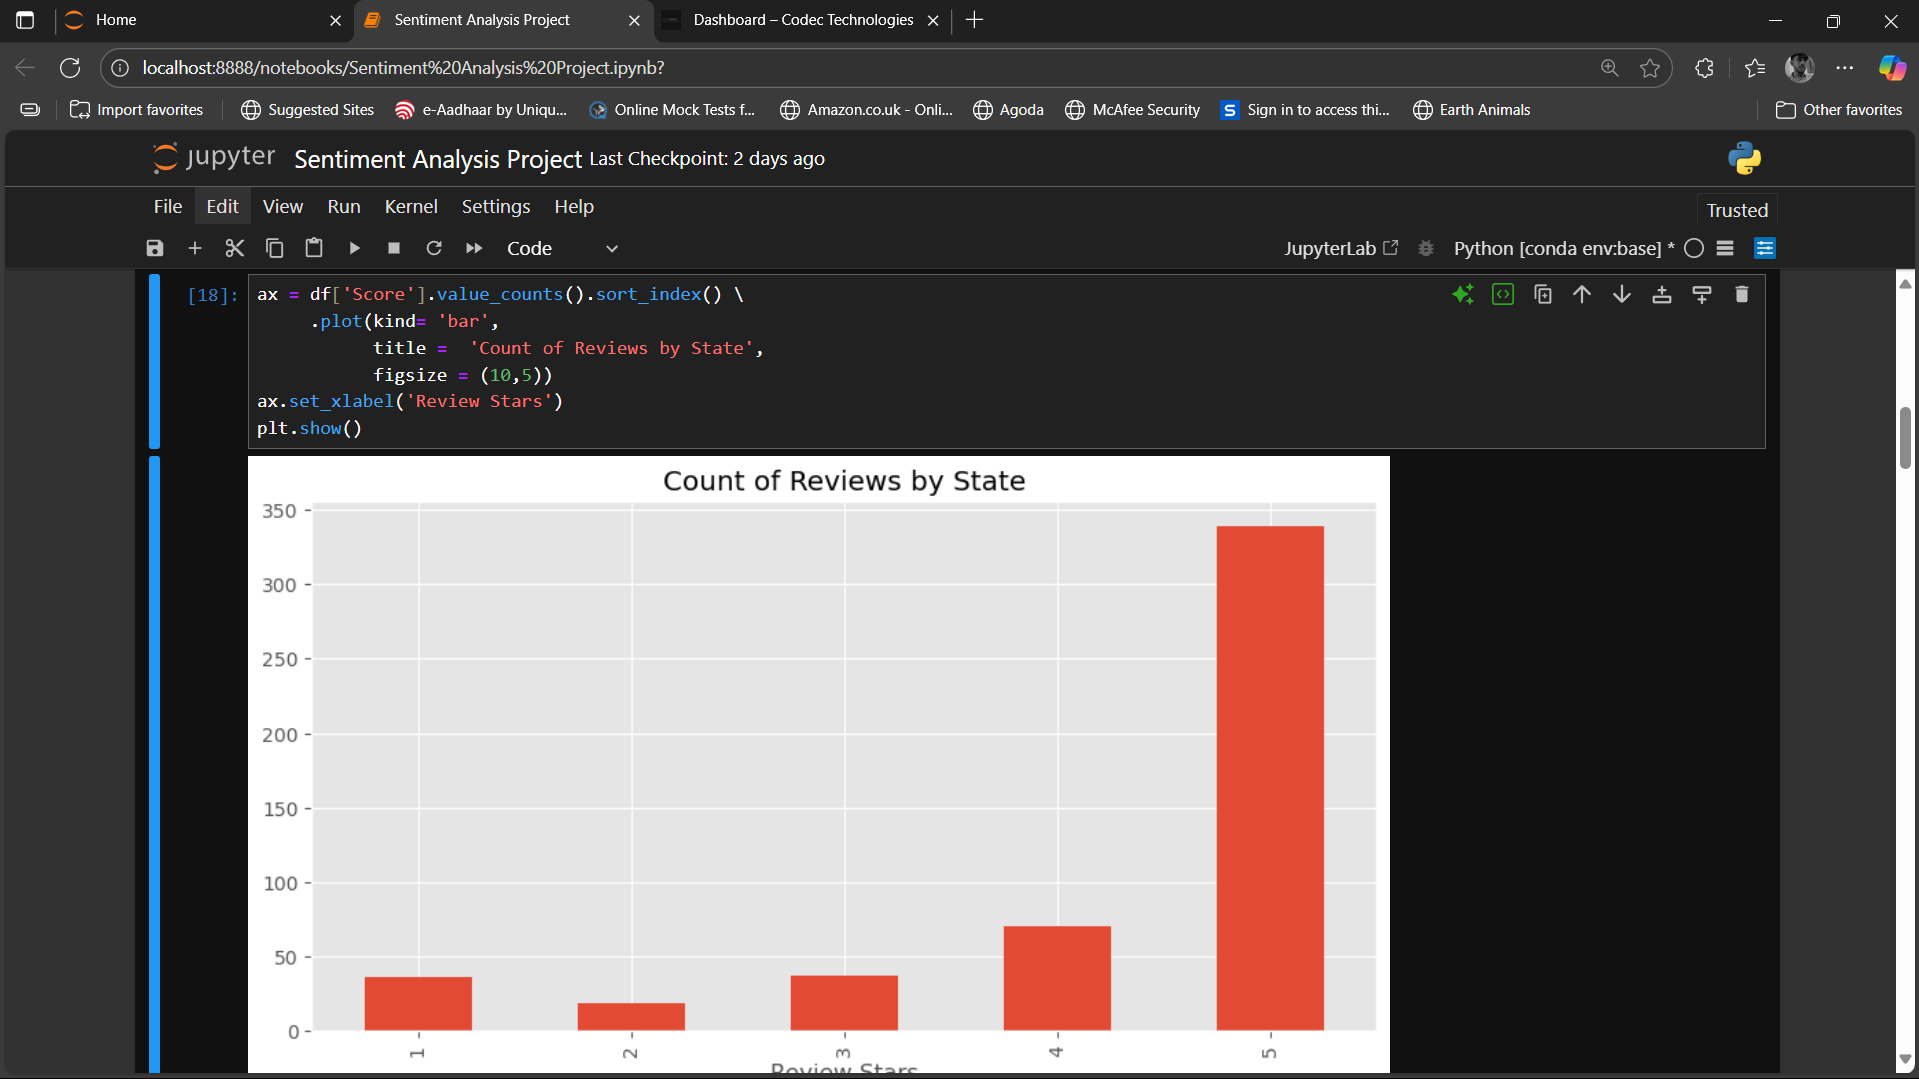 Home
Sentiment Analysis Project
Dashboard – Codec Technologies
localhost:8888/notebooks/Sentiment%20Analysis%20Project.ipynb?
Import favorites
Suggested Sites
e-Aadhaar by Uniqu...
Online Mock Tests f...
Amazon.co.uk - Onli...
Agoda
McAfee Security
S
Sign in to access thi...
Earth Animals
Other favorites
jupyter Sentiment Analysis Project Last Checkpoint: 2 days ago
File Edit View Run Kernel Settings Help
Trusted
Code
JupyterLab
Python [conda env:base] *
[18]:
ax = df['Score'].value_counts().sort_index() \
.plot(kind= 'bar',
title =  'Count of Reviews by State',
figsize = (10,5))
ax.set_xlabel('Review Stars')
plt.show()
Count of Reviews by State
350
300
250
200
150
100
50
0
1
2
3
4
5
Review Stars